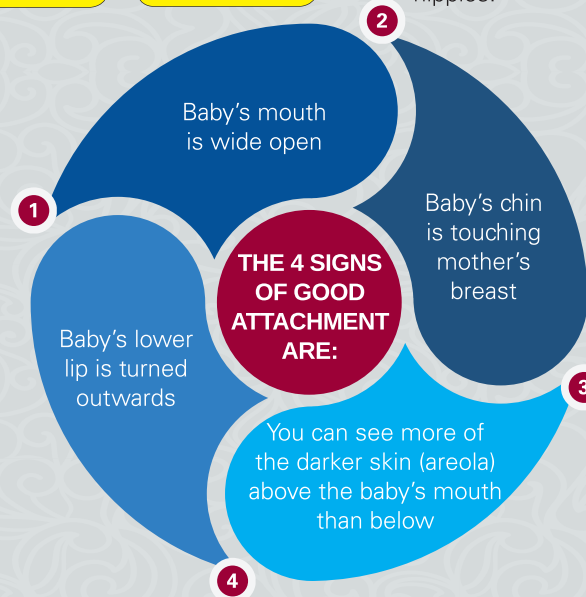 2
Baby's mouth
is wide open
1
Baby's chin
is touching
mother's
breast
THE 4 SIGNS
OF GOOD
ATTACHMENT
ARE:
Baby's lower
lip is turned
outwards
3
You can see more of
the darker skin (areola)
above the baby's mouth
than below
4